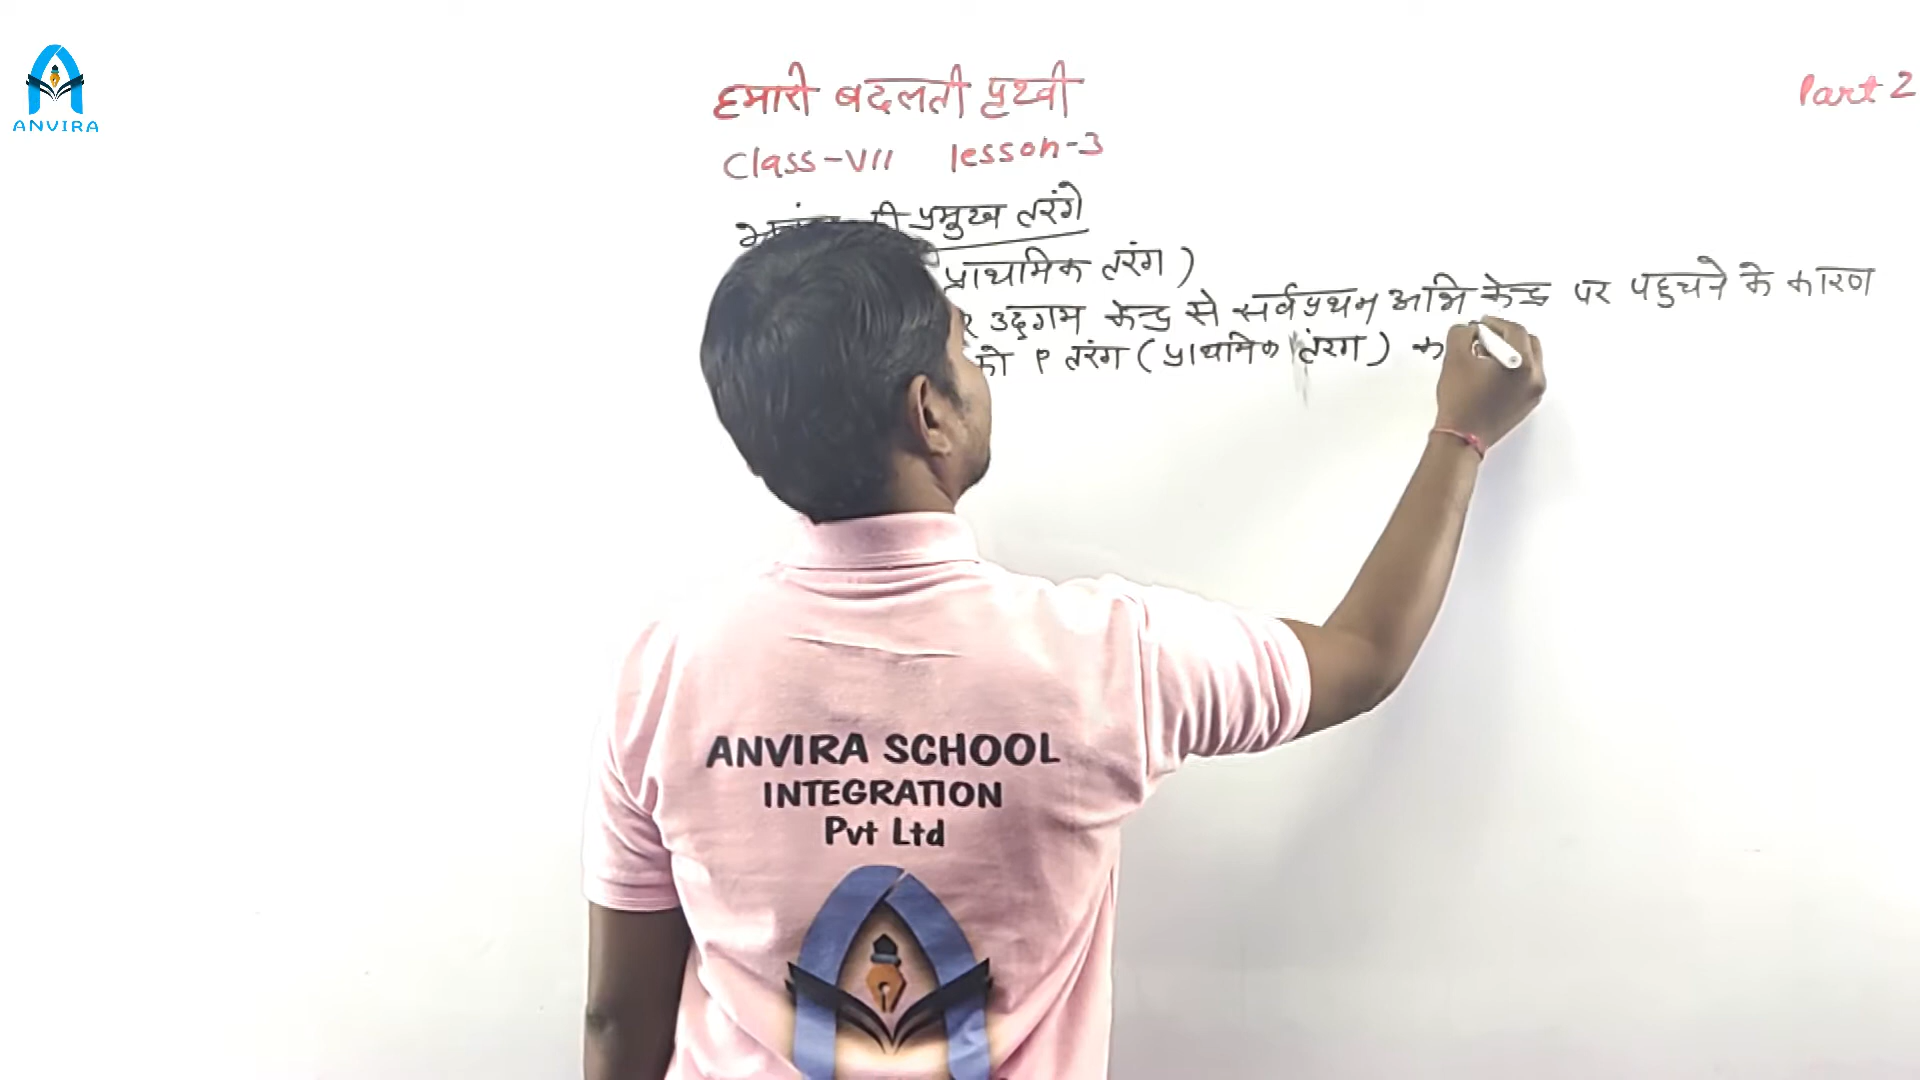 ANVIRA
हमारी बदलती पृथ्वी
Part 2
Class-VII lesson-3
प्रमुख तरंगे
प्राथमिक तरंग)
उद्गम केन्द्र से सर्वप्रथम अभि केन्द्र पर पहुचने के कारण
को P तरंग (प्राथमिक तंरग)
ANVIRA SCHOOL
INTEGRATION
Pvt Ltd